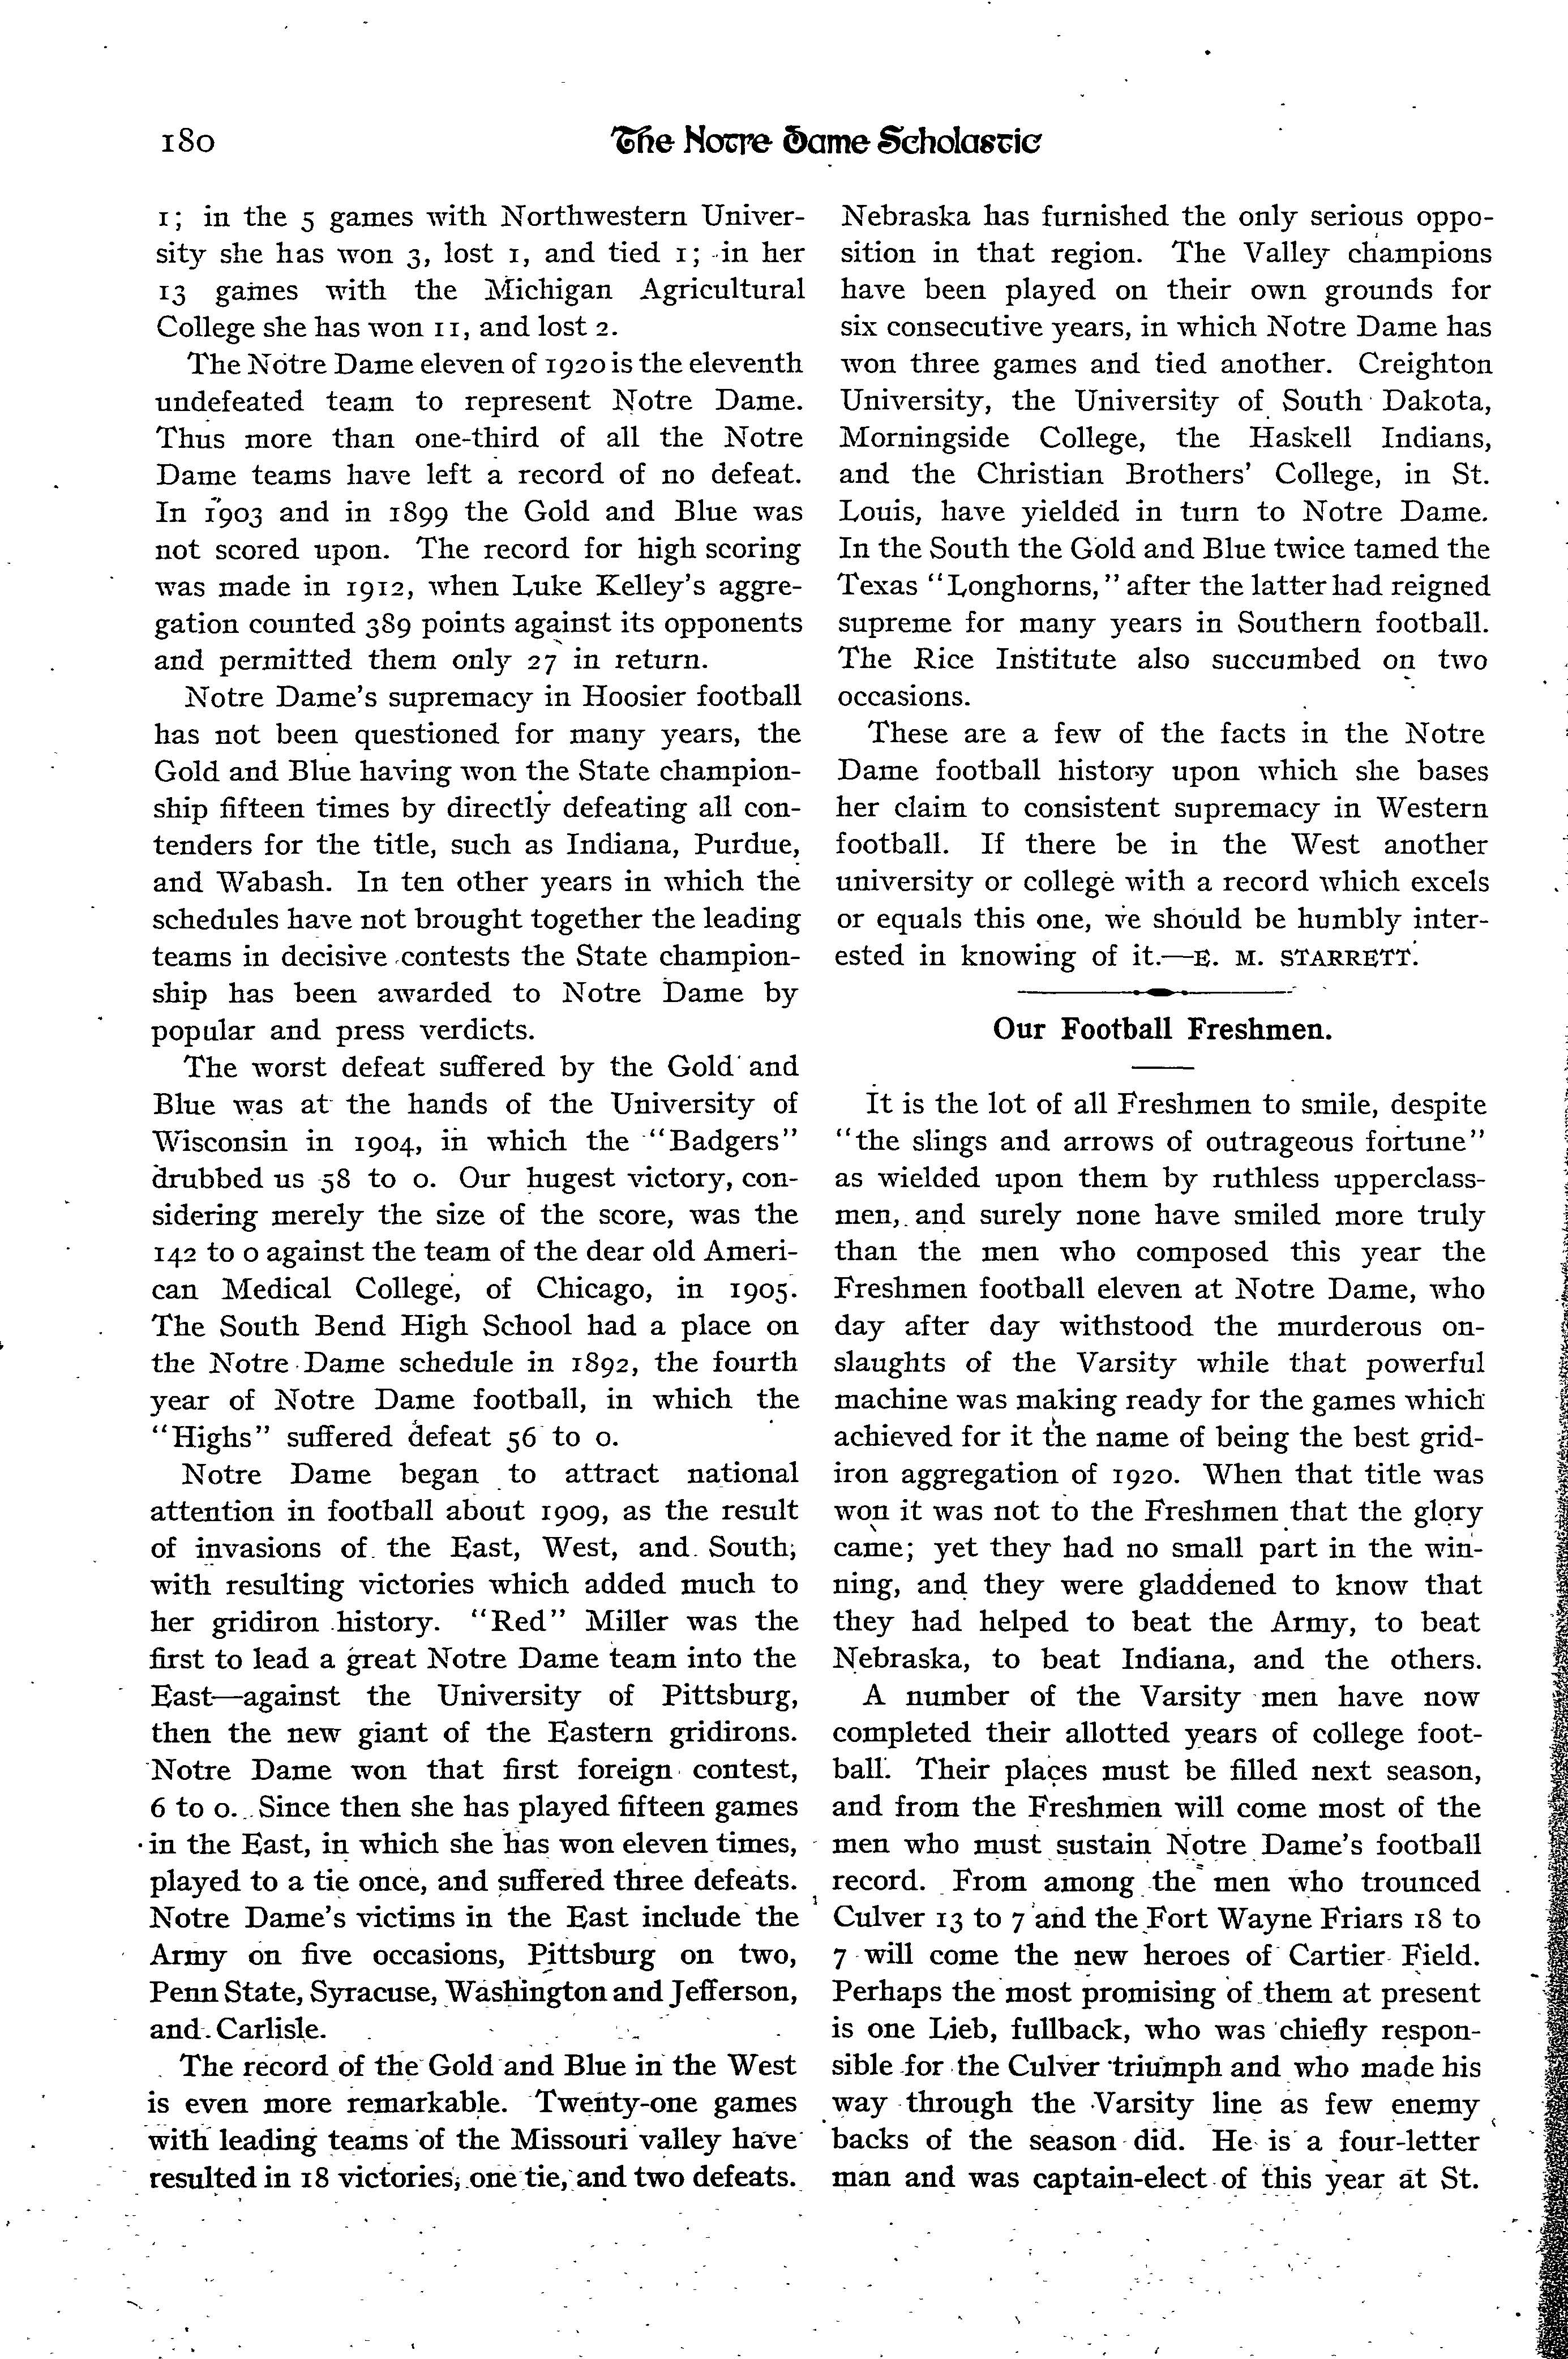 180
The Notre Dame Scholastic
1; in the 5 games with Northwestern Univer-
sity she has won 3, lost 1, and tied 1; in her
13 games with the Michigan Agricultural
College she has won 11, and lost 2.
The Notre Dame eleven of 1920 is the eleventh
undefeated team to represent Notre Dame.
Thus more than one-third of all the Notre
Dame teams have left a record of no defeat.
In 1903 and in 1899 the Gold and Blue was
not scored upon. The record for high scoring
was made in 1912, when Luke Kelley's aggre-
gation counted 389 points against its opponents
and permitted them only 27 in return.
Notre Dame's supremacy in Hoosier football
has not been questioned for many years, the
Gold and Blue having won the State champion-
ship fifteen times by directly defeating all con-
tenders for the title, such as Indiana, Purdue,
and Wabash. In ten other years in which the
schedules have not brought together the leading
teams in decisive contests the State champion-
ship has been awarded to Notre Dame by
popular and press verdicts.
The worst defeat suffered by the Gold and
Blue was at the hands of the University of
Wisconsin in 1904, in which the "Badgers"
drubbed us 58 to 0. Our hugest victory, con-
sidering merely the size of the score, was the
142 to 0 against the team of the dear old Ameri-
can Medical College, of Chicago, in 1905.
The South Bend High School had a place on
the Notre Dame schedule in 1892, the fourth
year of Notre Dame football, in which the
"Highs" suffered defeat 56 to 0.
Notre Dame began to attract national
attention in football about 1909, as the result
of invasions of the East, West, and South,
with resulting victories which added much to
her gridiron history. "Red" Miller was the
first to lead a great Notre Dame team into the
East—against the University of Pittsburg,
then the new giant of the Eastern gridirons.
Notre Dame won that first foreign contest,
6 to 0. Since then she has played fifteen games
in the East, in which she has won eleven times,
played to a tie once, and suffered three defeats.
Notre Dame's victims in the East include the
Army on five occasions, Pittsburg on two,
Penn State, Syracuse, Washington and Jefferson,
and Carlisle.
The record of the Gold and Blue in the West
is even more remarkable. Twenty-one games
with leading teams of the Missouri valley have
resulted in 18 victories, one tie, and two defeats.
Nebraska has furnished the only serious oppo-
sition in that region. The Valley champions
have been played on their own grounds for
six consecutive years, in which Notre Dame has
won three games and tied another. Creighton
University, the University of South Dakota,
Morningside College, the Haskell Indians,
and the Christian Brothers' College, in St.
Louis, have yielded in turn to Notre Dame.
In the South the Gold and Blue twice tamed the
Texas "Longhorns," after the latter had reigned
supreme for many years in Southern football.
The Rice Institute also succumbed on two
occasions.
These are a few of the facts in the Notre
Dame football history upon which she bases
her claim to consistent supremacy in Western
football. If there be in the West another
university or college with a record which excels
or equals this one, we should be humbly inter-
ested in knowing of it.—E. M. STARRETT.
Our Football Freshmen.
It is the lot of all Freshmen to smile, despite
"the slings and arrows of outrageous fortune"
as wielded upon them by ruthless upperclass-
men, and surely none have smiled more truly
than the men who composed this year the
Freshmen football eleven at Notre Dame, who
day after day withstood the murderous on-
slaughts of the Varsity while that powerful
machine was making ready for the games which
achieved for it the name of being the best grid-
iron aggregation of 1920. When that title was
won it was not to the Freshmen that the glory
came; yet they had no small part in the win-
ning, and they were gladdened to know that
they had helped to beat the Army, to beat
Nebraska, to beat Indiana, and the others.
A number of the Varsity men have now
completed their allotted years of college foot-
ball. Their places must be filled next season,
and from the Freshmen will come most of the
men who must sustain Notre Dame's football
record. From among the men who trounced
Culver 13 to 7 and the Fort Wayne Friars 18 to
7 will come the new heroes of Cartier Field.
Perhaps the most promising of them at present
is one Lieb, fullback, who was chiefly respon-
sible for the Culver triumph and who made his
way through the Varsity line as few enemy
backs of the season did. He is a four-letter
man and was captain-elect of this year at St.